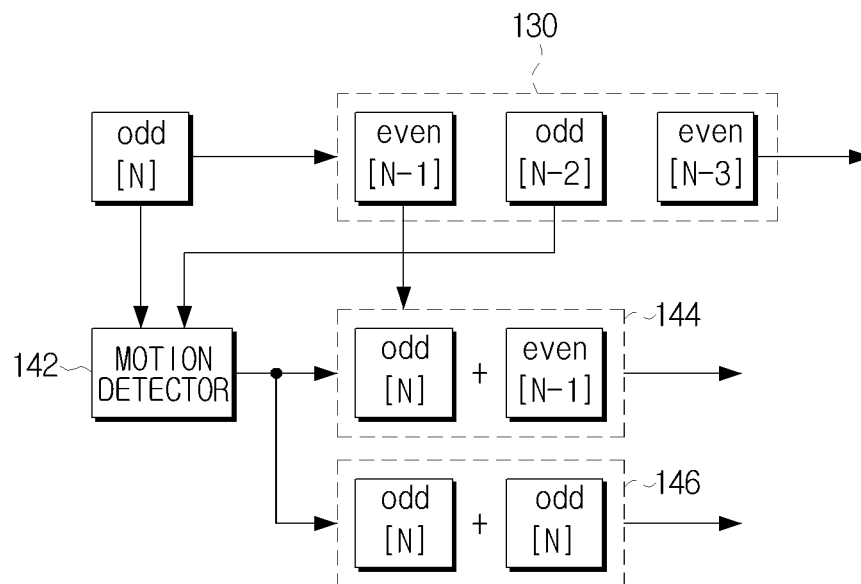 130
odd
[N]
even
[N-1]
odd
[N-2]
even
[N-3]
142
MOTION
DETECTOR
odd
[N]
+
even
[N-1]
144
odd
[N]
+
odd
[N]
146